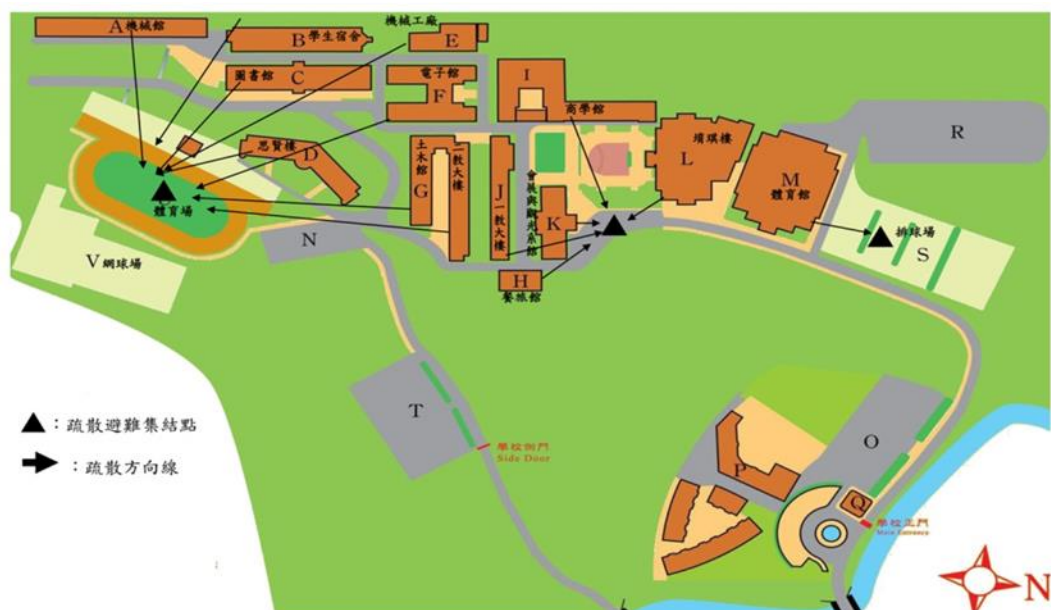 A 機械館
B 學生宿舍
機械工廠
E
圖書館
C
電子館
F
I
商學館
思賢樓
D
土木館
G
一教大樓
J
一教大樓
會展與觀光系館
K
L
琄琪樓
M
體育館
R
體育場
N
V 網球場
H
餐旅館
排球場
S
T
學校側門
Side Door
P
O
Q
學校正門
Main Entrance
▲:疏散避難集結點
➡:疏散方向線
N